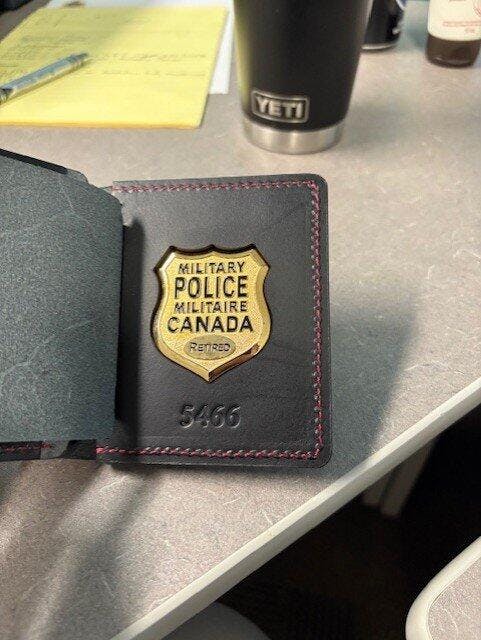 YETI
MILITARY
POLICE
MILITAIRE
CANADA
RETIRED
5466